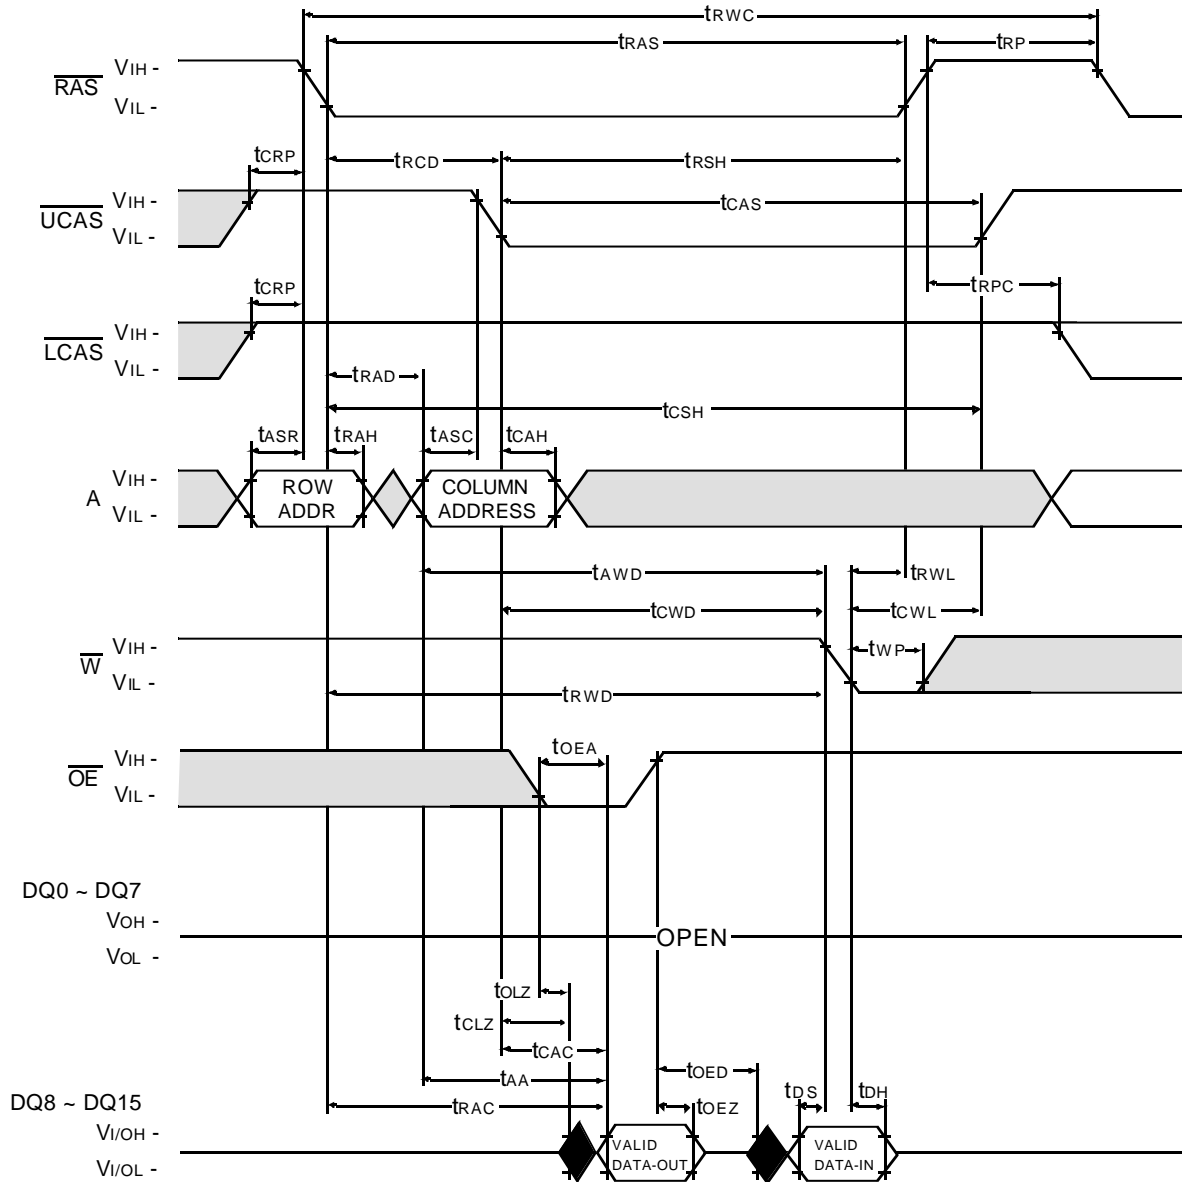 tRWC
tRAS tRP
RAS VIH -
VIL -
tCRP tRCD tRSH
UCAS VIH -
VIL -
tCAS
tCRP tRPC
LCAS VIH -
VIL -
tRAD
tCSH
tASR tRAH tASC tCAH
A VIH -
VIL -
ROW
ADDR
COLUMN
ADDRESS
tAWD tRWL
tCWD tCWL
W VIH -
VIL -
tWP
tRWD
OE VIH -
VIL -
tOEA
DQ0 ~ DQ7
VOH -
VOL -
OPEN
tOLZ
tCLZ
tCAC
tAA tOED
tDS tDH
DQ8 ~ DQ15
tRAC tOEZ
VI/OH -
VI/OL -
VALID
DATA-OUT
VALID
DATA-IN